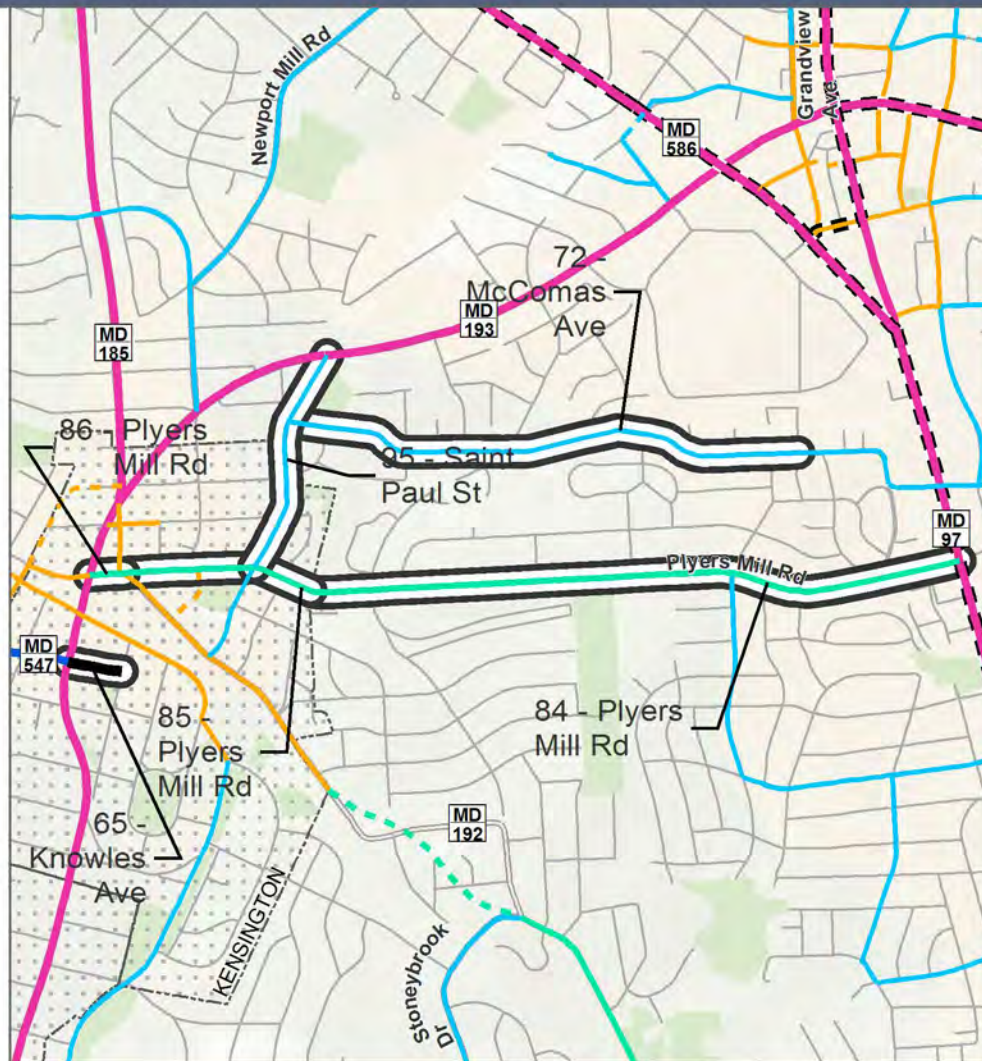 Newport Mill Rd
Grandview
Ave
MD
586
72 -
McComas
Ave
MD
193
MD
185
86 - Plyers
Mill Rd
95 - Saint
Paul St
MD
97
Plyers Mill Rd
MD
547
85 -
Plyers
Mill Rd
84 - Plyers
Mill Rd
65 -
Knowles
Ave
MD
192
KENSINGTON
Stoneybrook
Dr